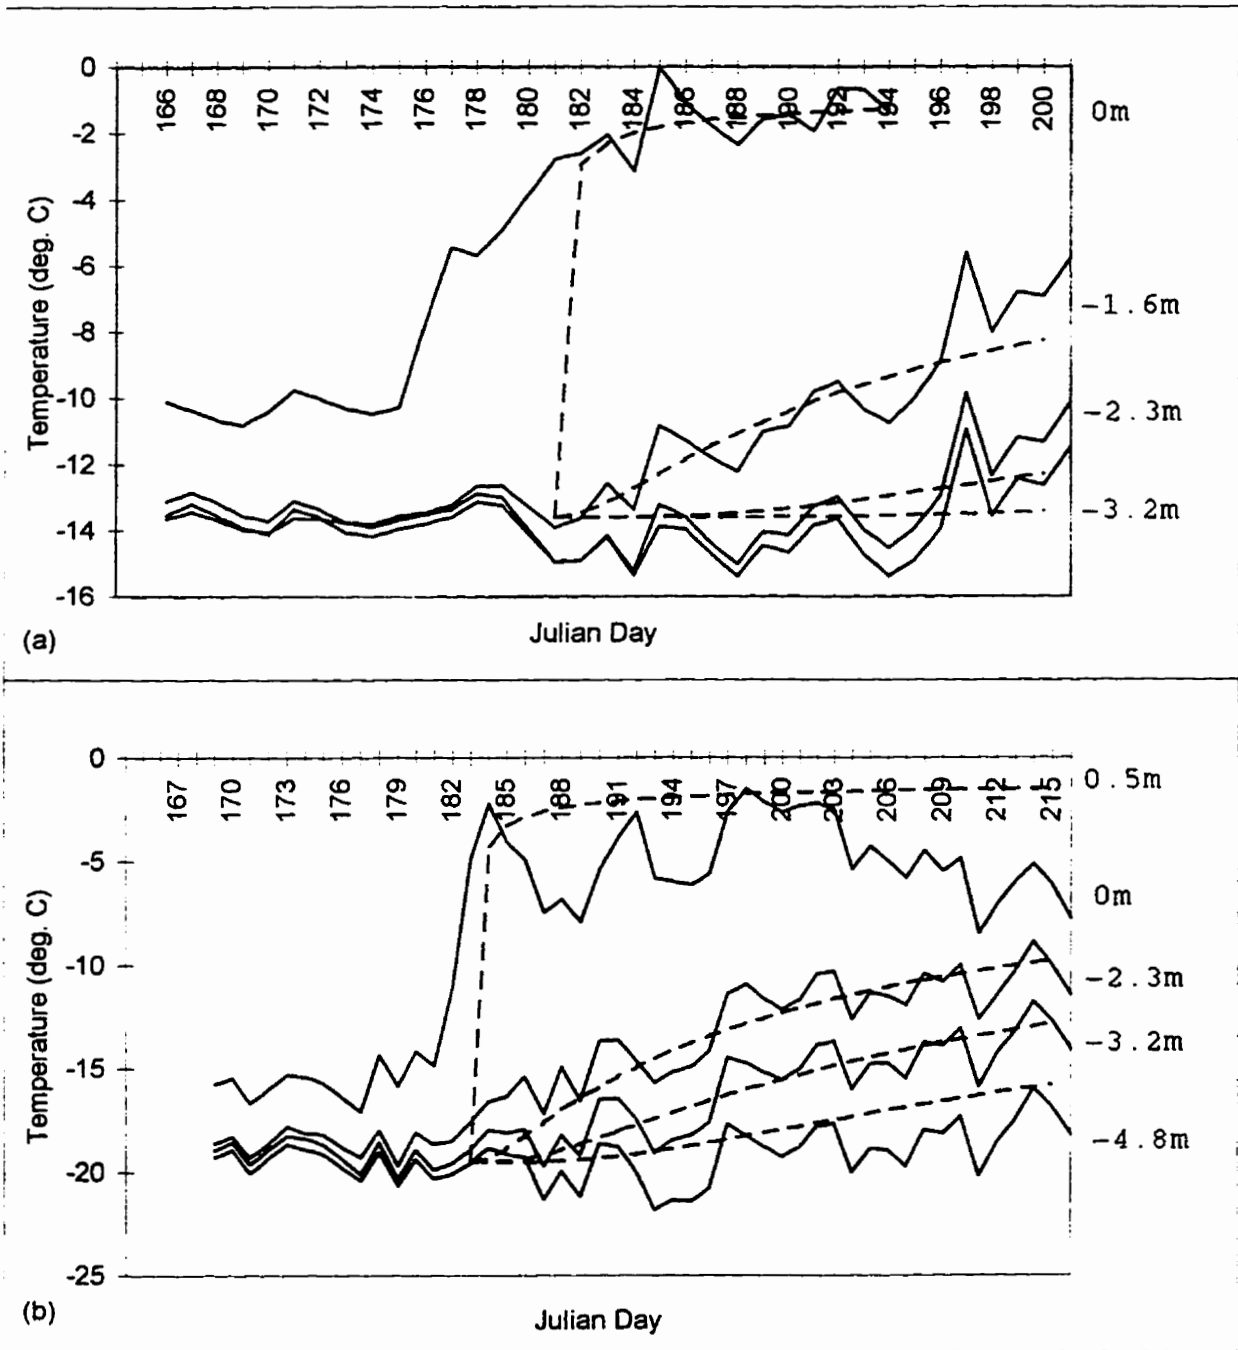 0
166 168 170 172 174 176 178 180 182 184 186 188 190 192 194 196 198 200
0m
-2
-4
-6
-1.6m
-8
-10
-2.3m
-12
-3.2m
-14
-16
Temperature (deg. C)
Julian Day
(a)
0
167 170 173 176 179 182 185 188 191 194 197 200 203 206 209 212 215
0.5m
-5
0m
-10
-2.3m
-3.2m
-15
-4.8m
-20
-25
Temperature (deg. C)
(b)
Julian Day